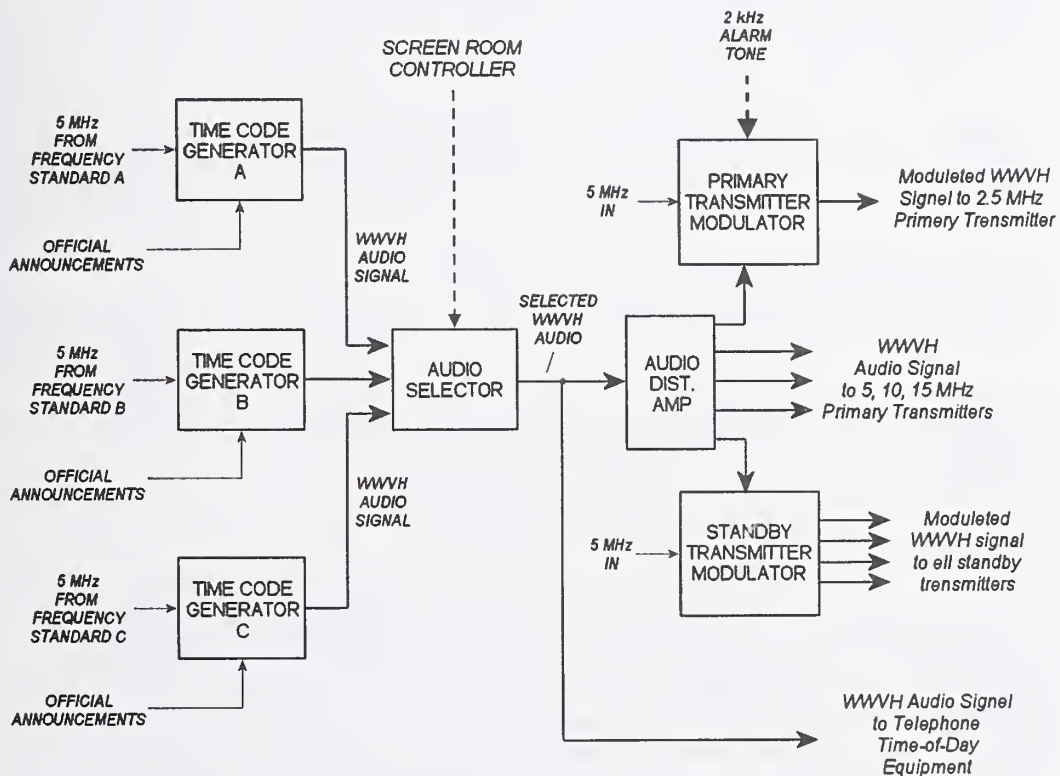 2 kHz
ALARM
TONE
SCREEN ROOM
CONTROLLER
5 MHz
FROM
FREQUENCY
STANDARD A
TIME CODE
GENERATOR
A
OFFICIAL
ANNOUNCEMENTS
WWVH
AUDIO
SIGNAL
5 MHz
IN
PRIMARY
TRANSMITTER
MODULATOR
Moduleted WWVH
Signel to 2.5 MHz
Primery Trensmitter
5 MHz
FROM
FREQUENCY
STANDARD B
TIME CODE
GENERATOR
B
OFFICIAL
ANNOUNCEMENTS
AUDIO
SELECTOR
SELECTED
WWVH
AUDIO
AUDIO
DIST.
AMP
WWVH
Audio Signal
to 5, 10, 15 MHz
Primary Transmitters
WWVH
AUDIO
SIGNAL
5 MHz
FROM
FREQUENCY
STANDARD C
TIME CODE
GENERATOR
C
OFFICIAL
ANNOUNCEMENTS
5 MHz
IN
STANDBY
TRANSMITTER
MODULATOR
Moduleted
WWVH signal
to ell standby
trensmitters
WWVH Audio Signel
to Telephone
Time-of-Day
Equipment